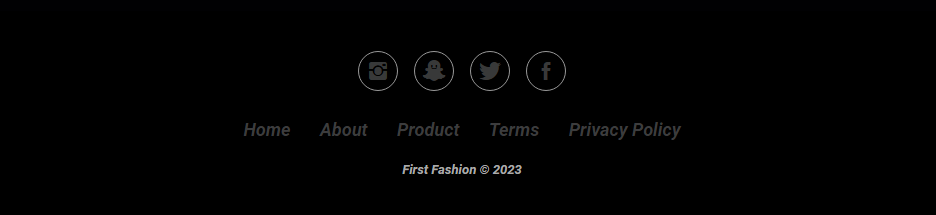 Home About Product Terms Privacy Policy
First Fashion © 2023